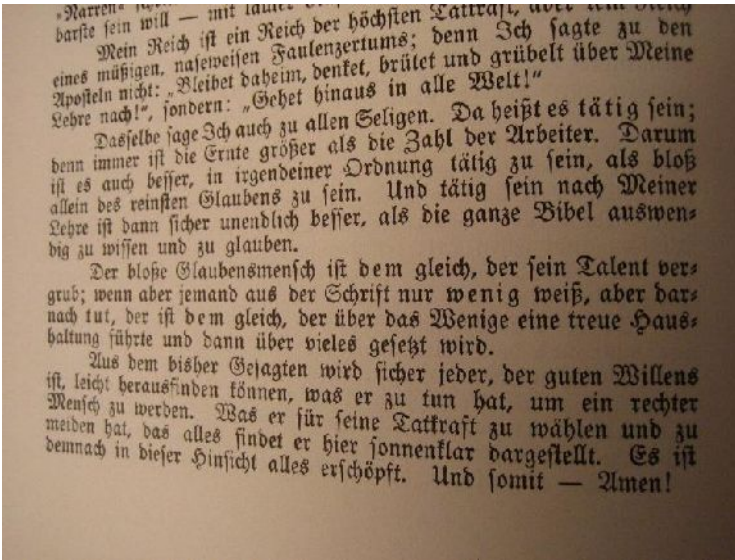 „Narren“
barste sein will — mit lauter
Mein Reich ist ein Reich der höchsten Tatkraft, aber kein Reich
eines müßigen, naseweisen Faulenzertums; denn Ich sagte zu den
Aposteln nicht: „Bleibet daheim, denket, brütet und grübelt über Meine
Lehre nach!“, sondern: „Gehet hinaus in alle Welt!“
Dasselbe sage Ich auch zu allen Seligen. Da heißt es tätig sein;
denn immer ist die Ernte größer als die Zahl der Arbeiter. Darum
ist es auch besser, in irgendeiner Ordnung tätig zu sein, als bloß
allein des reinsten Glaubens zu sein. Und tätig sein nach Meiner
Lehre ist dann sicher unendlich besser, als die ganze Bibel auswen-
dig zu wissen und zu glauben.
Der bloße Glaubensmensch ist dem gleich, der sein Talent ver-
grub; wenn aber jemand aus der Schrift nur wenig weiß, aber dar-
nach tut, der ist dem gleich, der über das Wenige eine treue Haus-
haltung führte und dann über vieles gesetzt wird.
Aus dem bisher Gesagten wird sicher jeder, der guten Willens
ist, leicht herausfinden können, was er zu tun hat, um ein rechter
Mensch zu werden. Was er für seine Tatkraft zu wählen und zu
meiden hat, das alles findet er hier sonnenklar dargestellt. Es ist
demnach in dieser Hinsicht alles erschöpft. Und somit — Amen!